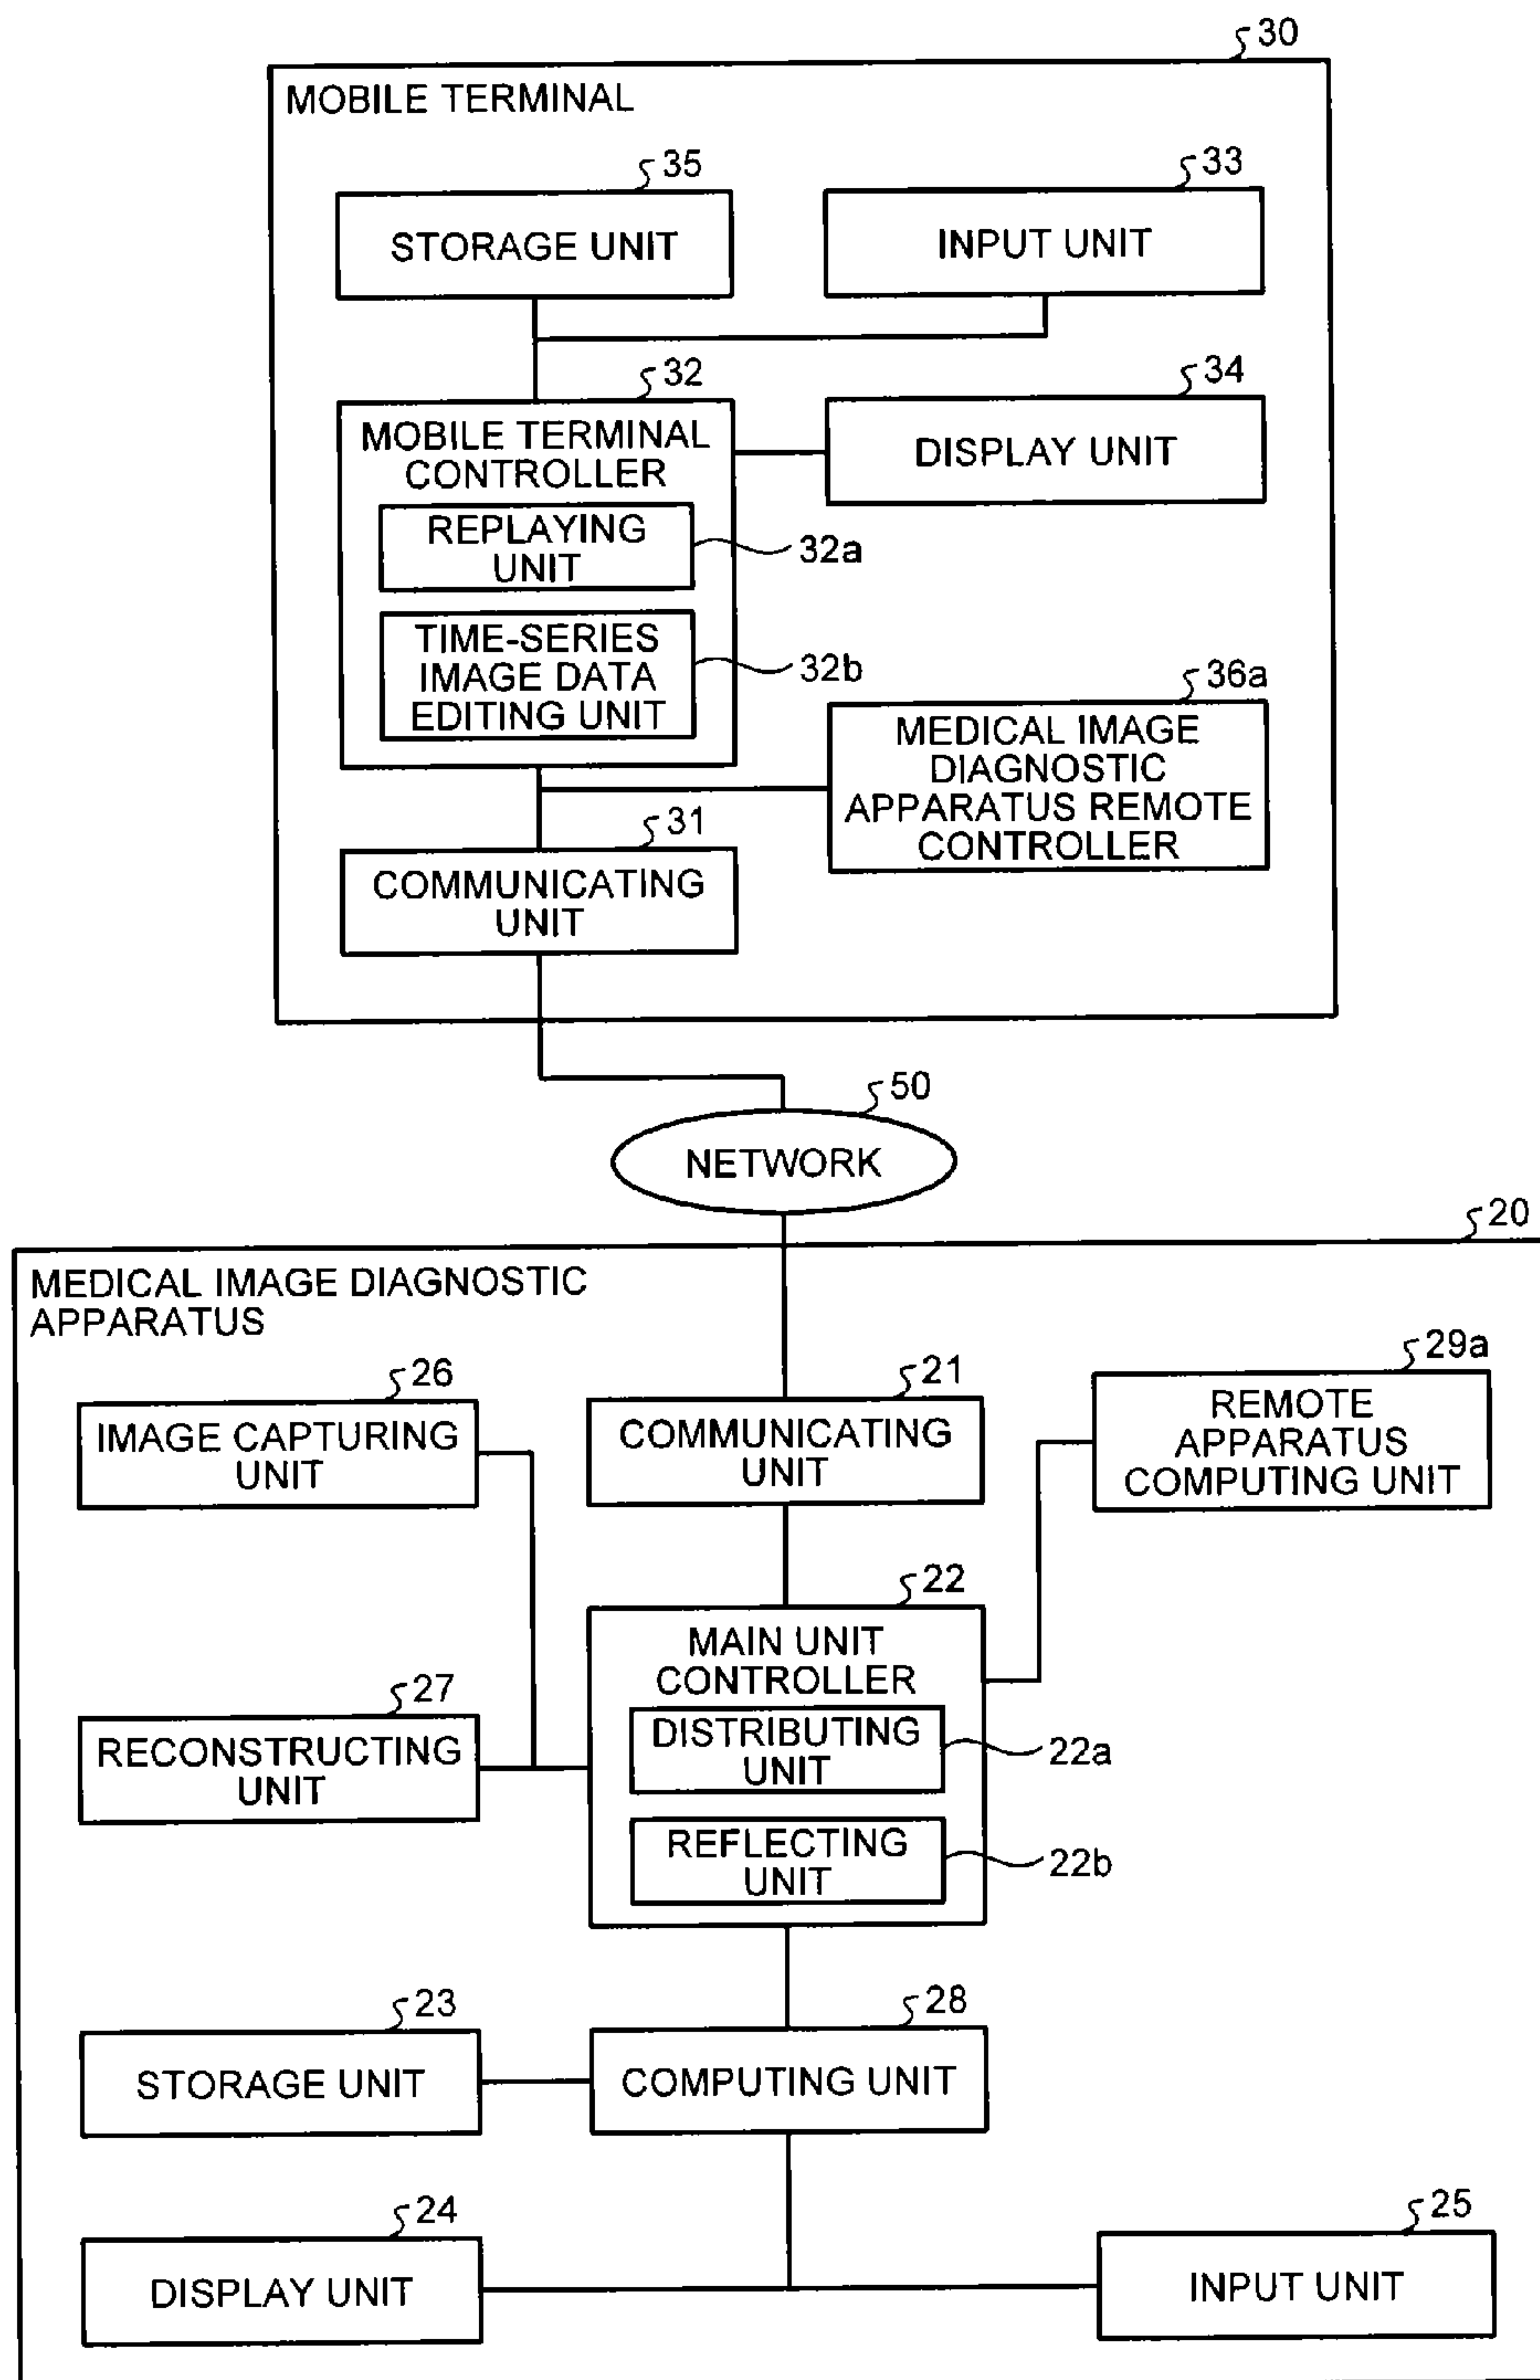 30
MOBILE TERMINAL
35
33
STORAGE UNIT
INPUT UNIT
32
34
MOBILE TERMINAL
CONTROLLER
DISPLAY UNIT
REPLAYING
UNIT
32a
TIME-SERIES
IMAGE DATA
EDITING UNIT
32b
36a
MEDICAL IMAGE
DIAGNOSTIC
APPARATUS REMOTE
CONTROLLER
31
COMMUNICATING
UNIT
50
NETWORK
20
MEDICAL IMAGE DIAGNOSTIC
APPARATUS
26
21
29a
IMAGE CAPTURING
UNIT
COMMUNICATING
UNIT
REMOTE
APPARATUS
COMPUTING UNIT
22
MAIN UNIT
CONTROLLER
27
RECONSTRUCTING
UNIT
DISTRIBUTING
UNIT
22a
REFLECTING
UNIT
22b
23
28
STORAGE UNIT
COMPUTING UNIT
24
25
DISPLAY UNIT
INPUT UNIT